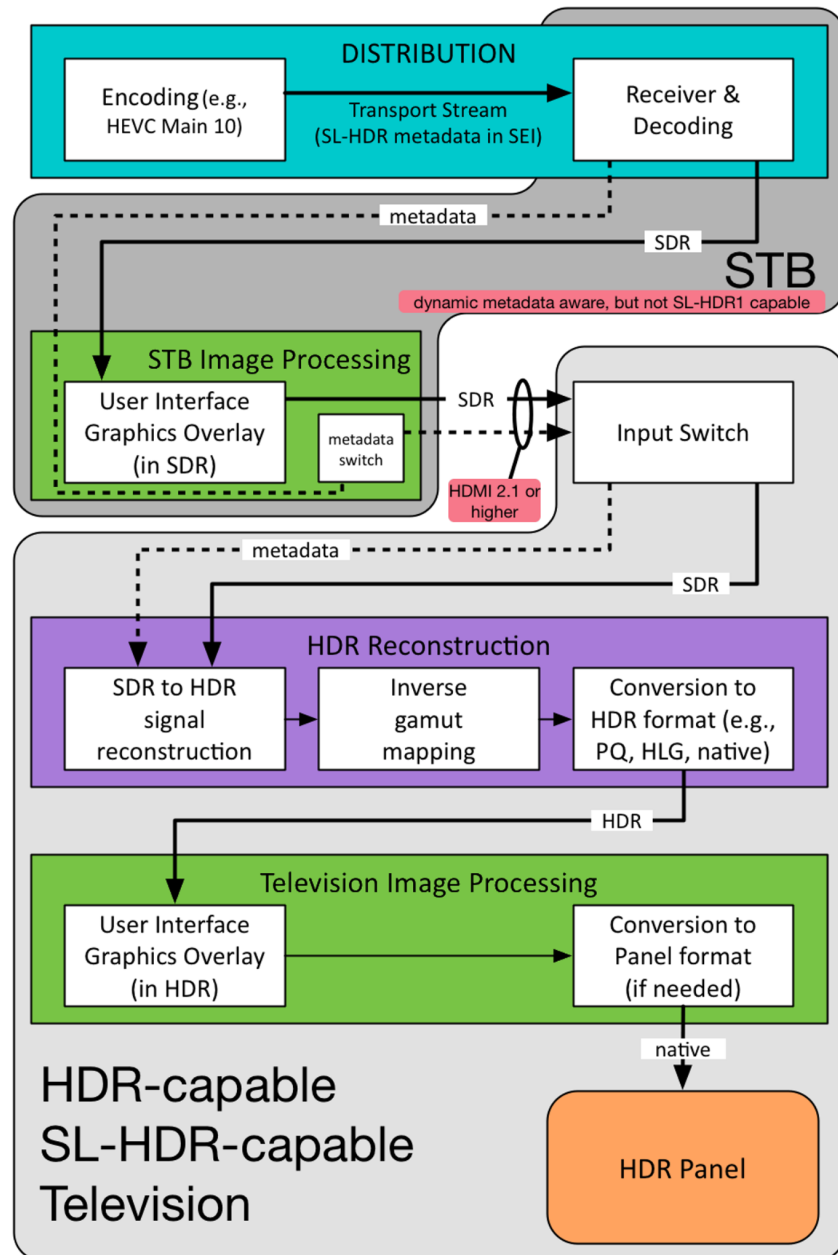 DISTRIBUTION
Encoding (e.g.,
HEVC Main 10)
Transport Stream
(SL-HDR metadata in SEI)
Receiver &
Decoding
metadata
SDR
STB
dynamic metadata aware, but not SL-HDR1 capable
STB Image Processing
User Interface
Graphics Overlay
(in SDR)
metadata
switch
SDR
HDMI 2.1 or
higher
Input Switch
metadata
SDR
HDR Reconstruction
SDR to HDR
signal
reconstruction
Inverse
gamut
mapping
Conversion to
HDR format (e.g.,
PQ, HLG, native)
HDR
Television Image Processing
User Interface
Graphics Overlay
(in HDR)
Conversion to
Panel format
(if needed)
native
HDR-capable
SL-HDR-capable
Television
HDR Panel